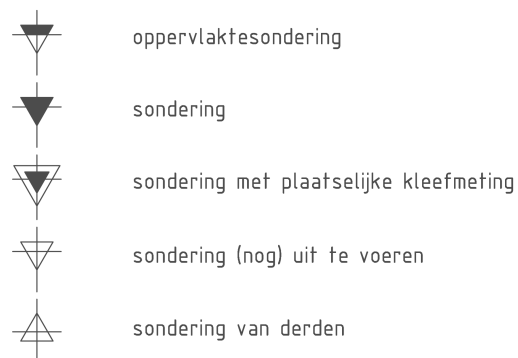 oppervlaktesondering
sondering
sondering met plaatselijke kleefmeting
sondering (nog) uit te voeren
sondering van derden